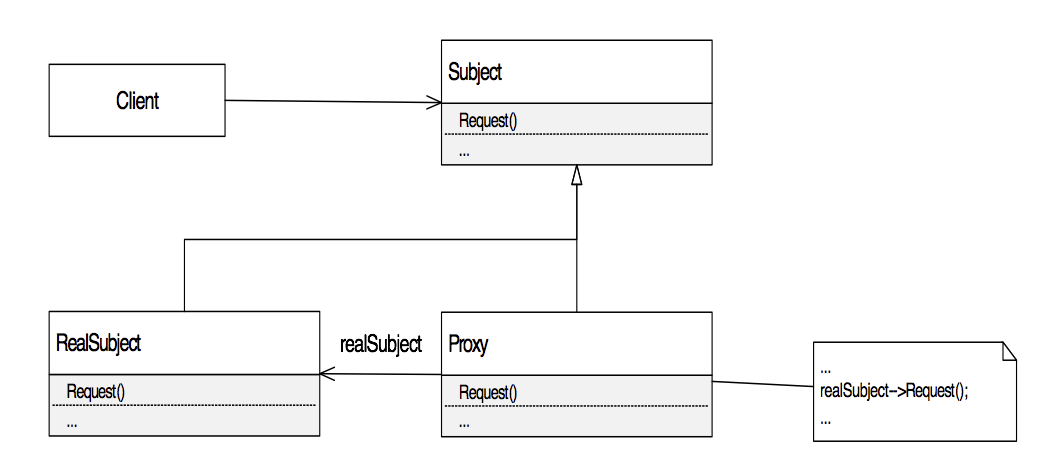 Client
Subject
Request()
...
RealSubject
Request()
...
realSubject
Proxy
Request()
...
...
realSubject-->Request();
...